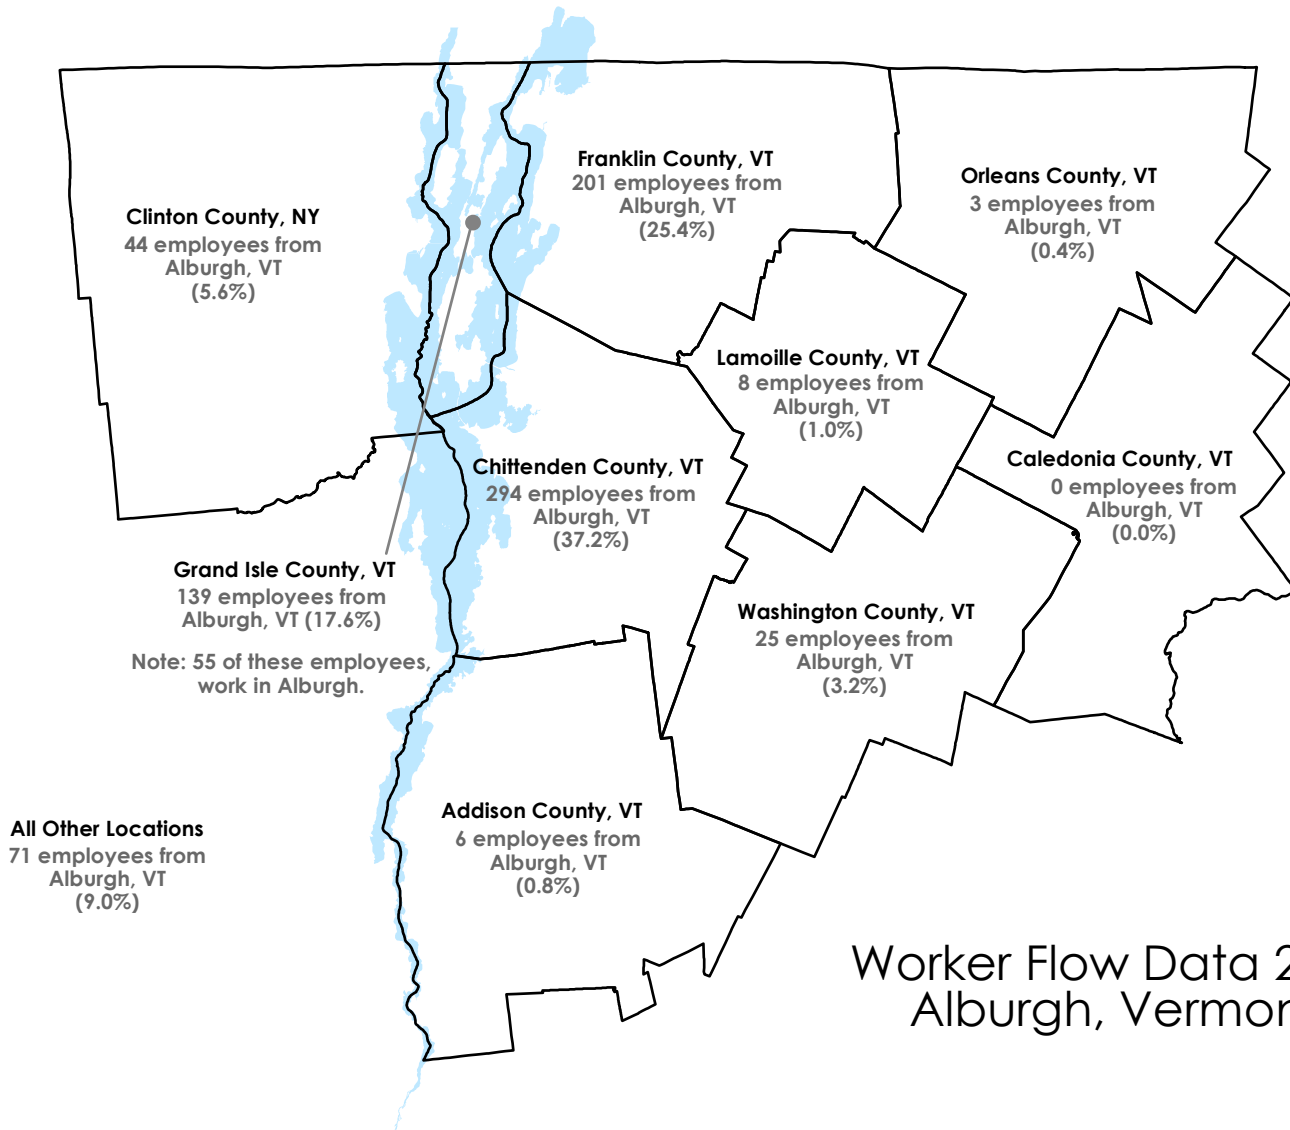 Franklin County, VT
201 employees from
Alburgh, VT
(25.4%)
Orleans County, VT
3 employees from
Alburgh, VT
(0.4%)
Clinton County, NY
44 employees from
Alburgh, VT
(5.6%)
Lamoille County, VT
8 employees from
Alburgh, VT
(1.0%)
Chittenden County, VT
294 employees from
Alburgh, VT
(37.2%)
Caledonia County, VT
0 employees from
Alburgh, VT
(0.0%)
Grand Isle County, VT
139 employees from
Alburgh, VT (17.6%)
Note: 55 of these employees,
work in Alburgh.
Washington County, VT
25 employees from
Alburgh, VT
(3.2%)
Addison County, VT
6 employees from
Alburgh, VT
(0.8%)
All Other Locations
71 employees from
Alburgh, VT
(9.0%)
Worker Flow Data
Alburgh,